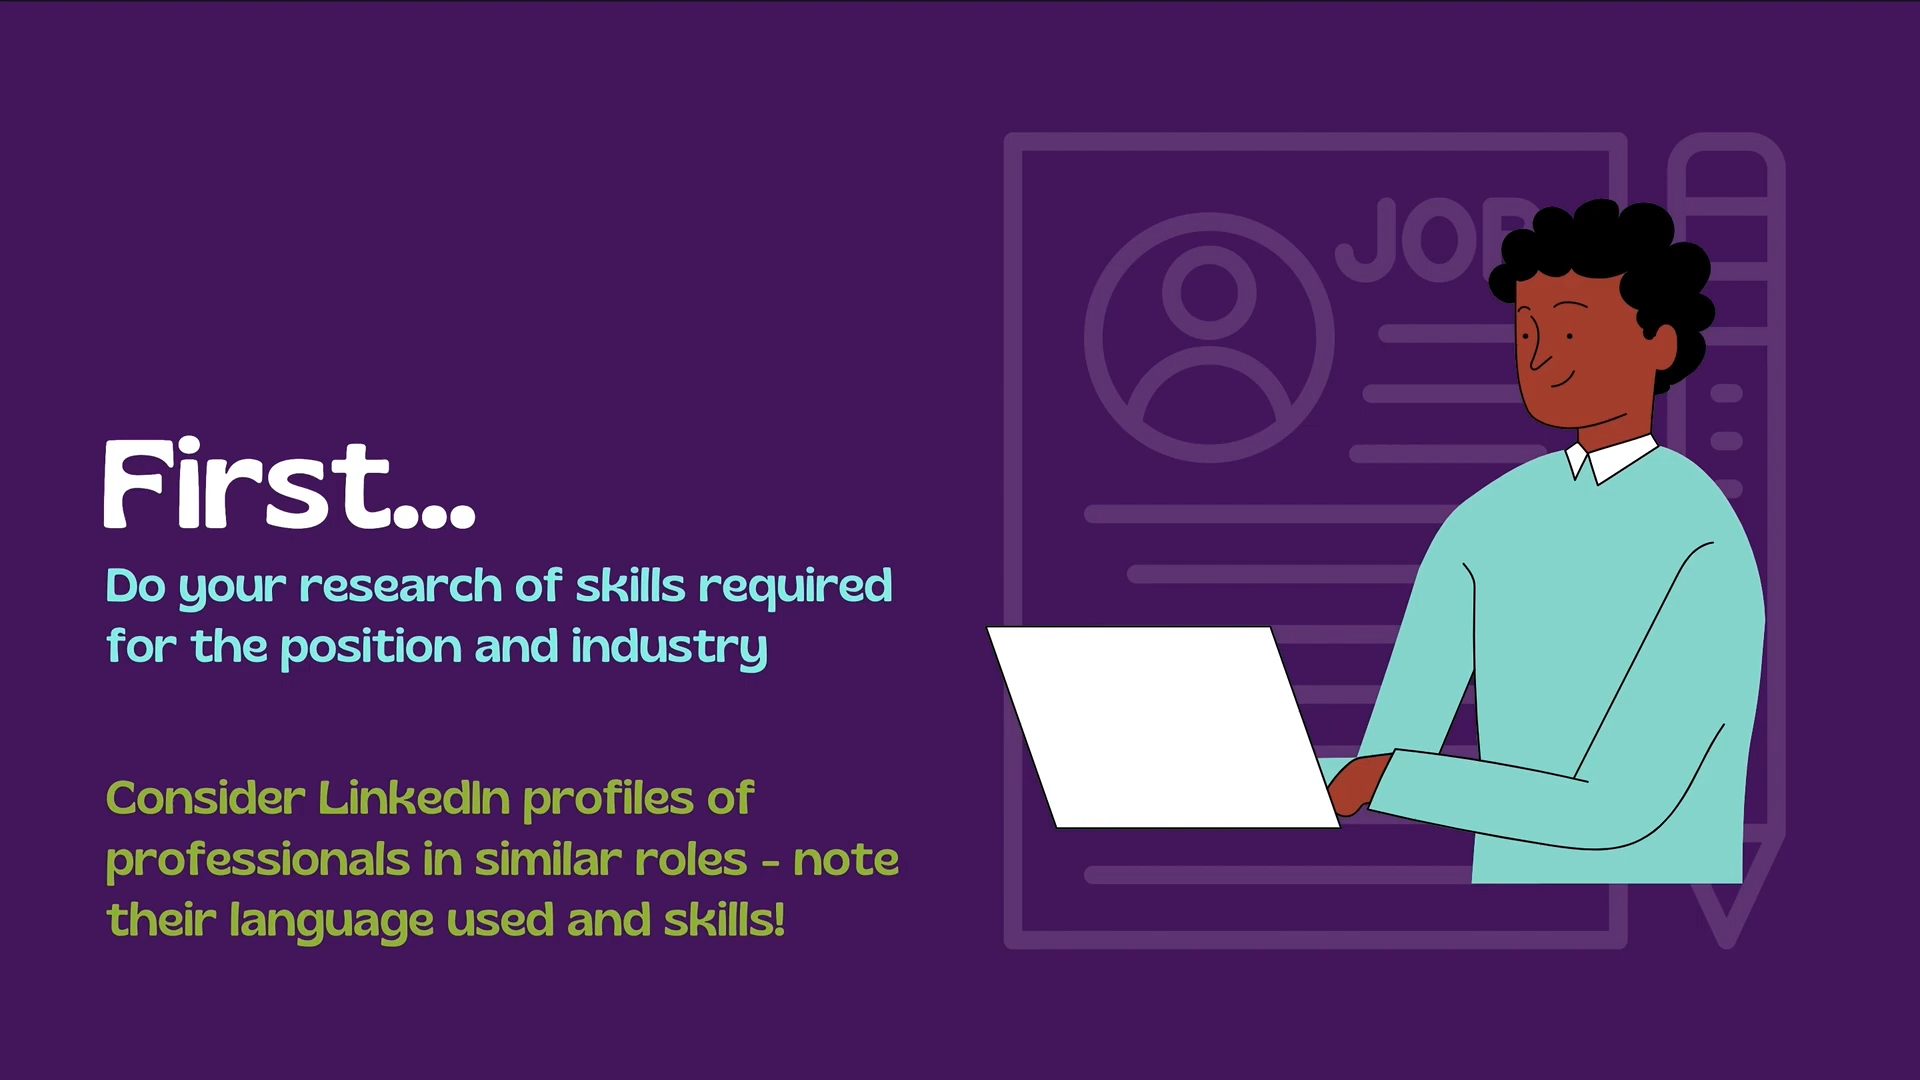 First...
Do your research of skills required
for the position and industry
Consider LinkedIn profiles of
professionals in similar roles - note
their language used and skills!
JOB